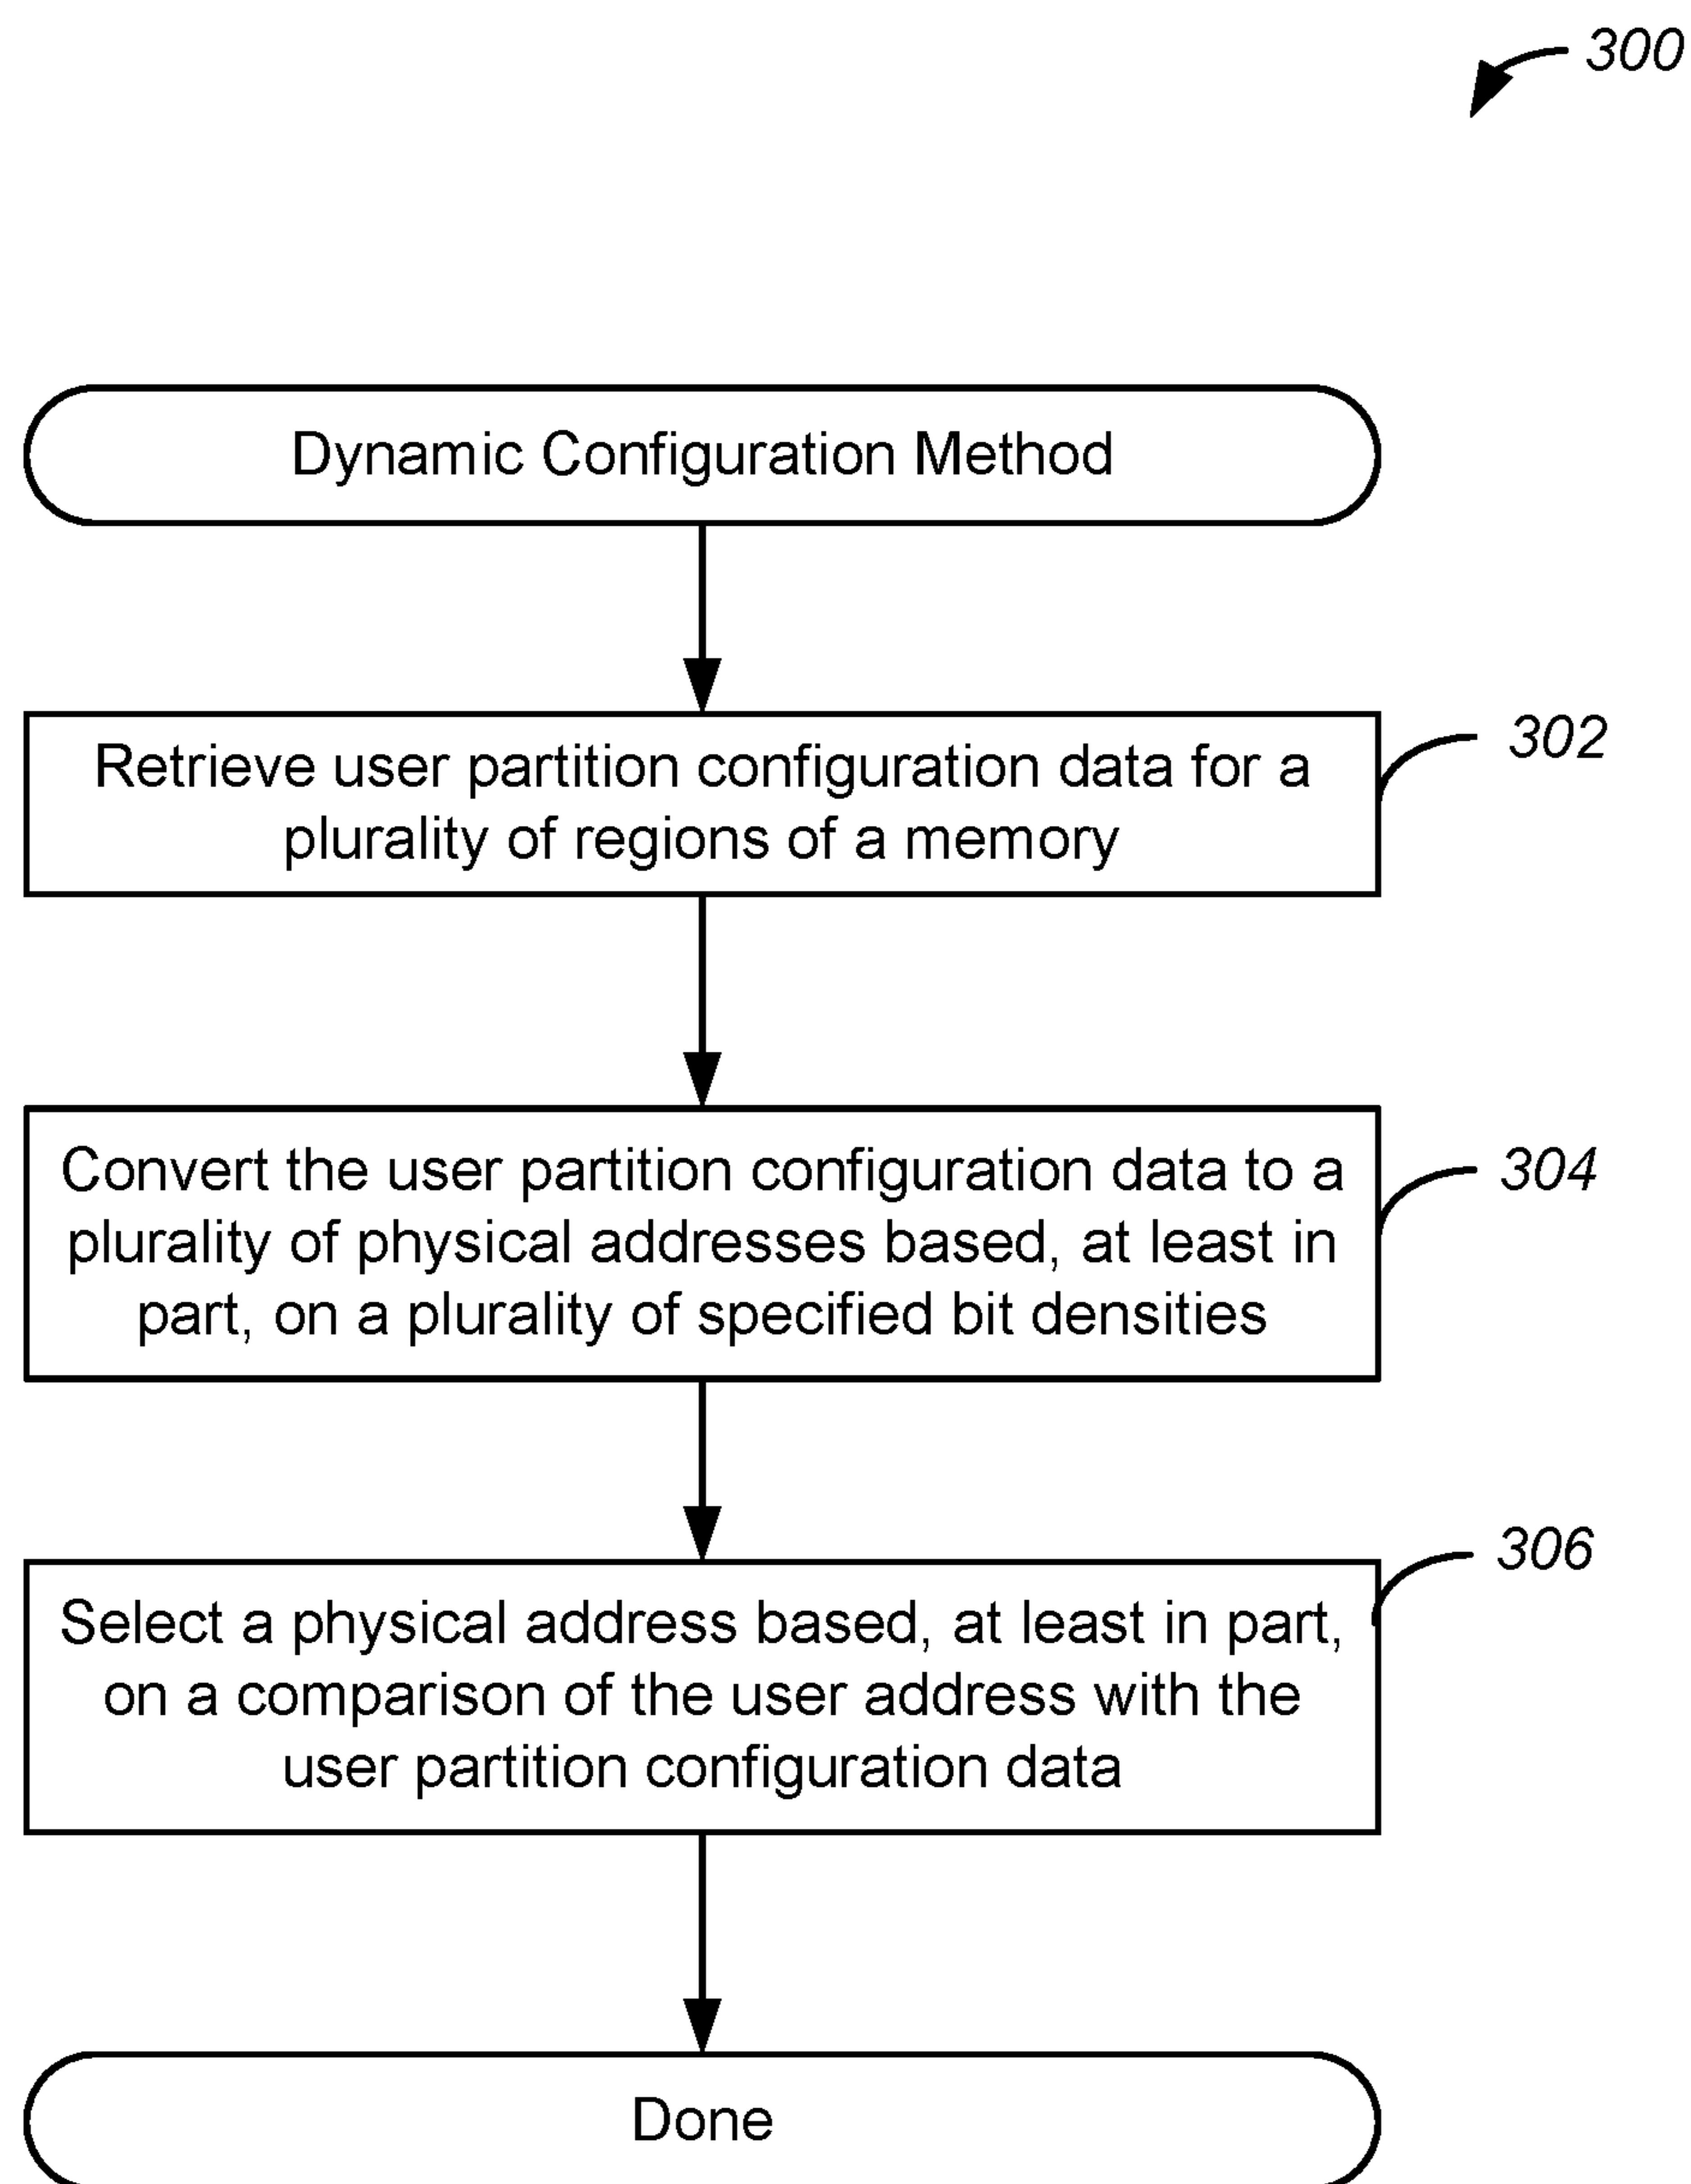 300
Dynamic Configuration Method
302
Retrieve user partition configuration data for a
plurality of regions of a memory
304
Convert the user partition configuration data to a
plurality of physical addresses based, at least in
part, on a plurality of specified bit densities
306
Select a physical address based, at least in part,
on a comparison of the user address with the
user partition configuration data
Done